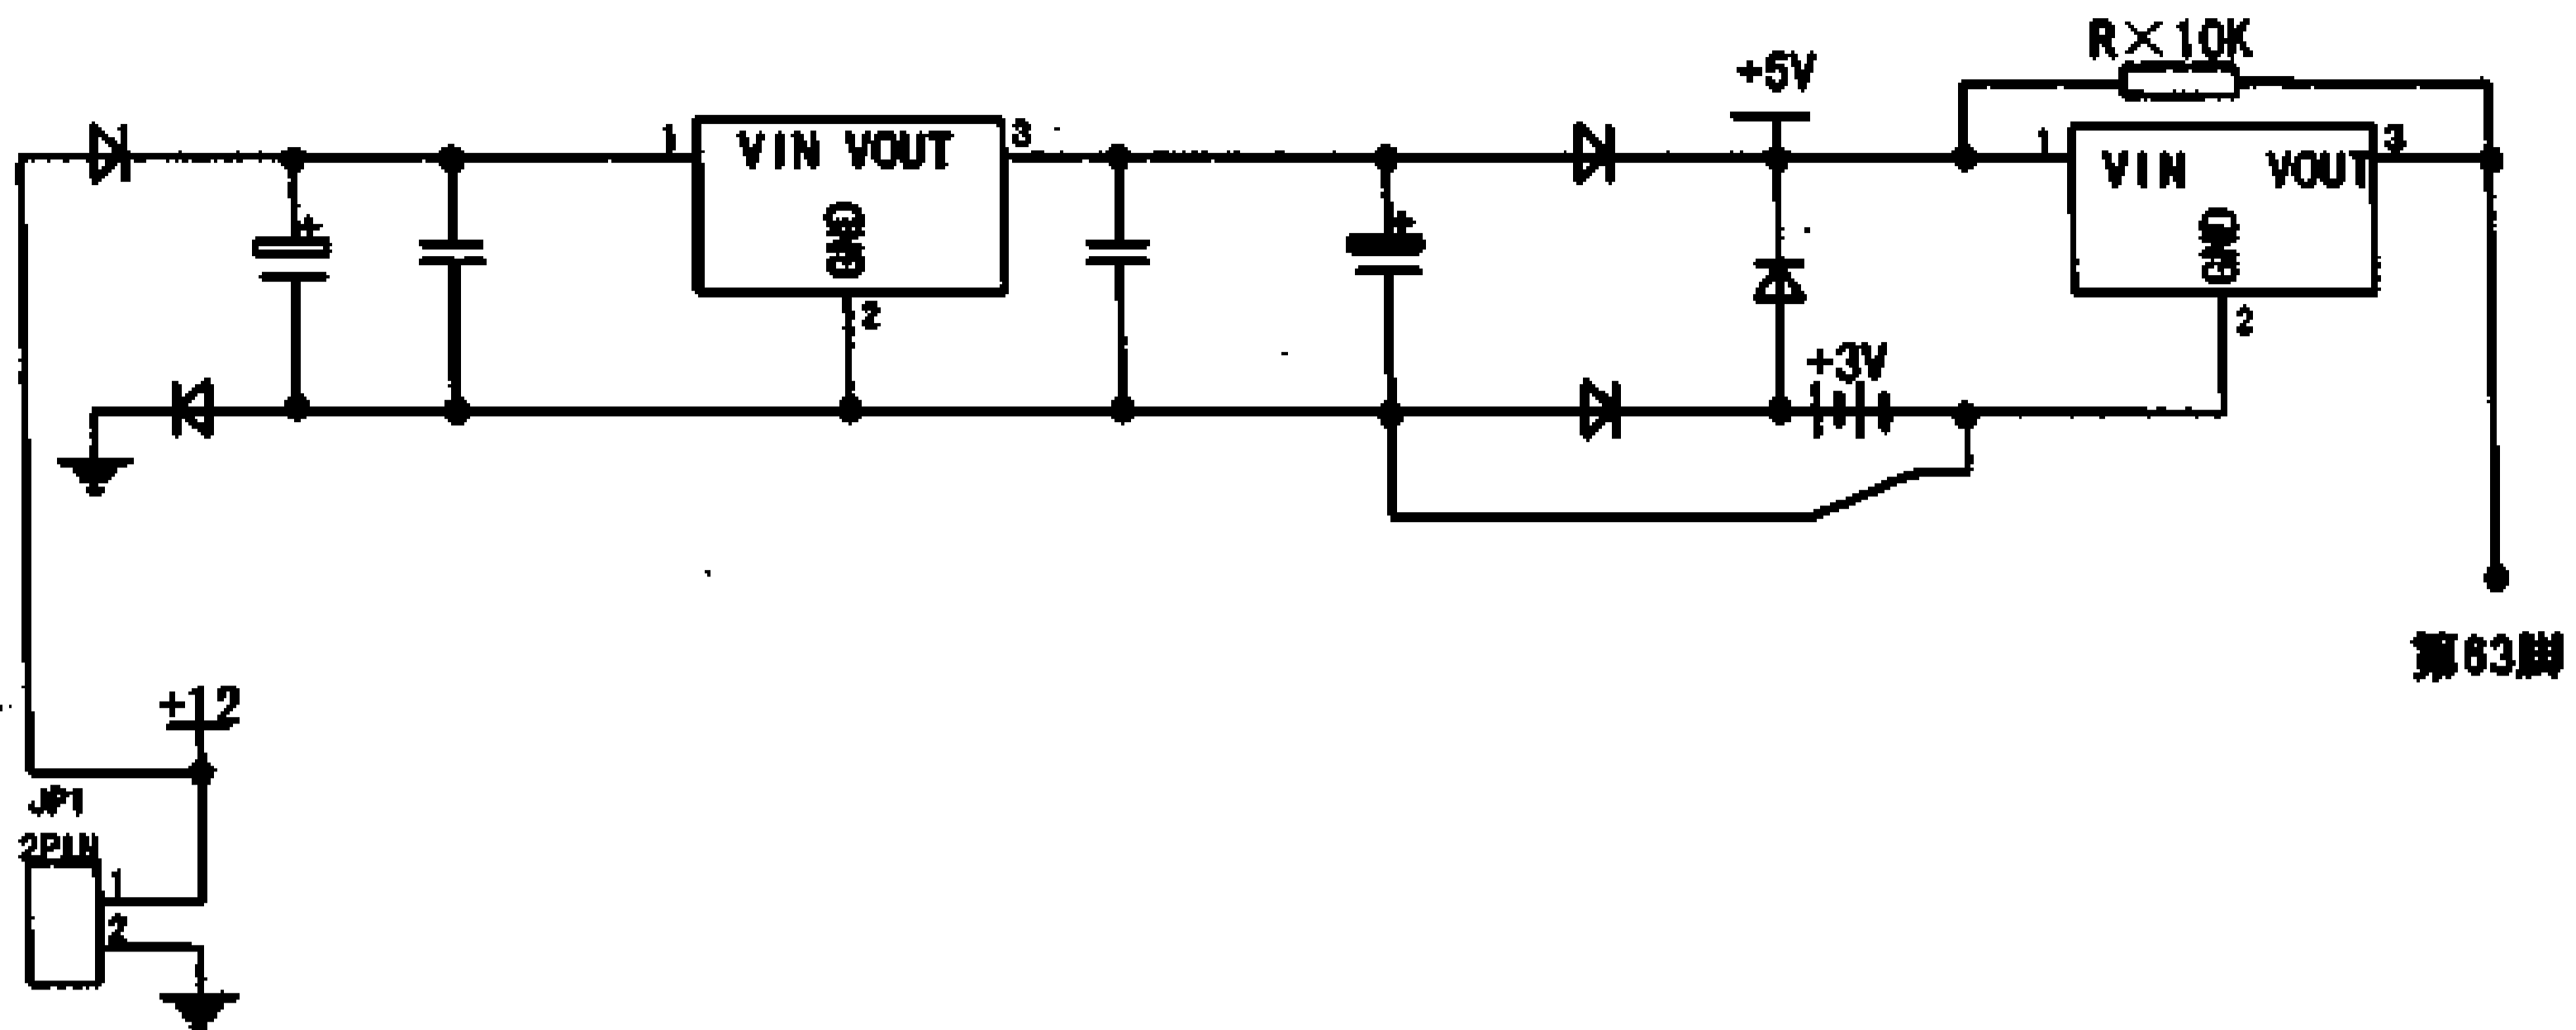 R×10K
+5V
1
VIN VOUT
3
GND
2
1
VIN VOUT
3
GND
2
+3V
第63脚
+12
JP1
2PIN
1
2